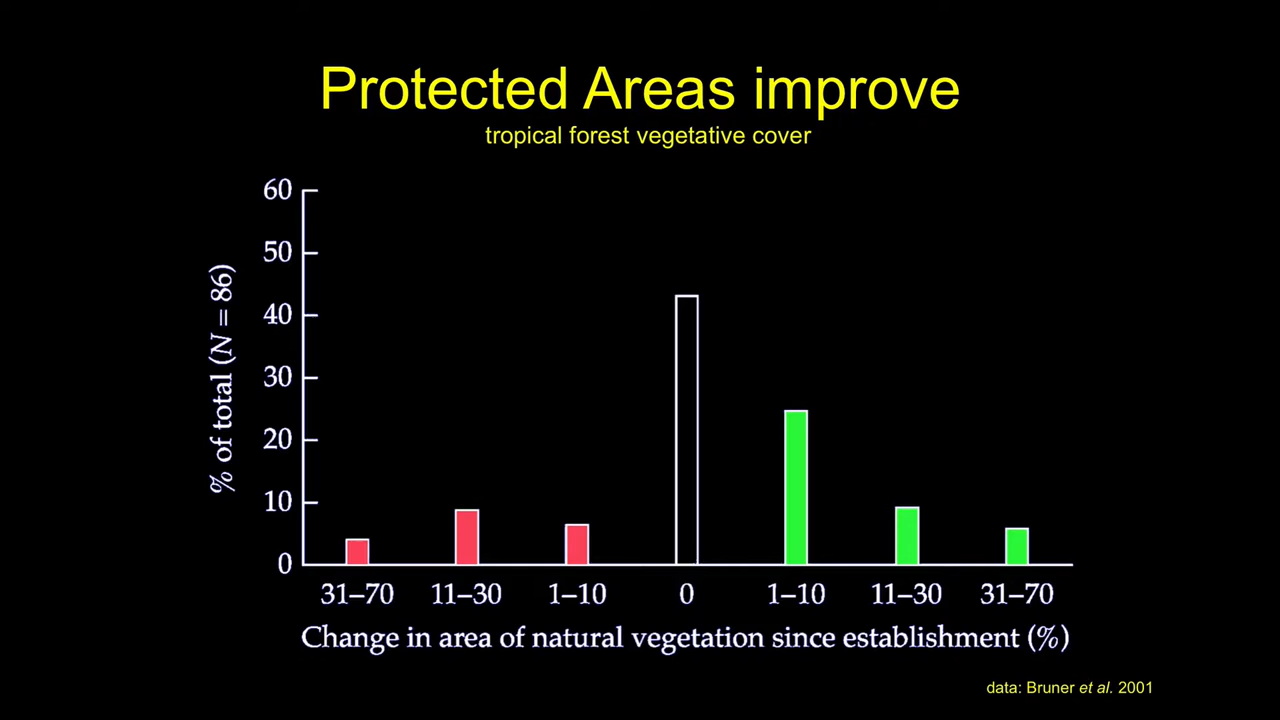 Protected Areas improve
tropical forest vegetative cover
% of total (N = 86)
60
50
40
30
20
10
0
31–70 11–30 1–10 0 1–10 11–30 31–70
Change in area of natural vegetation since establishment (%)
data: Bruner et al. 2001